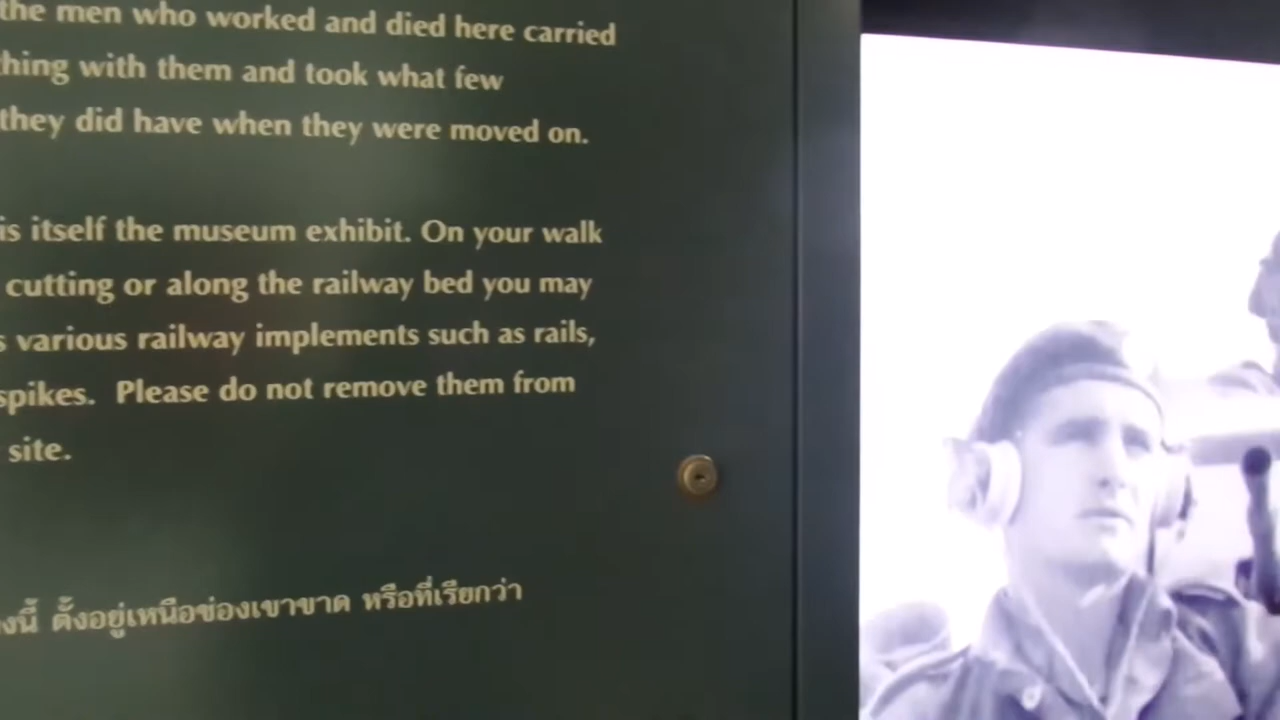 the men who worked and died here carried
thing with them and took what few
they did have when they were moved on.
is itself the museum exhibit. On your walk
cutting or along the railway bed you may
various railway implements such as rails,
spikes. Please do not remove them from
site.
ตั้งอยู่เหนือช่องเขาขาด หรือที่เรียกว่า